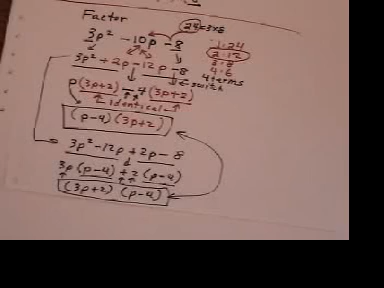 Factor
3p² - 10p - 8
24 = 3×8
1·24
2·12
3·8
4·6
3p² + 2p - 12p - 8
4 terms
switch
p(3p+2) - 4(3p+2)
identical
(p-4)(3p+2)
3p² - 12p + 2p - 8
3p(p-4) + 2(p-4)
(3p+2)(p-4)